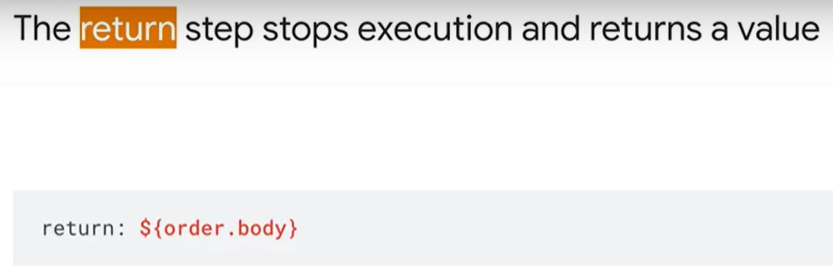 The return step stops execution and returns a value
return: ${order.body}